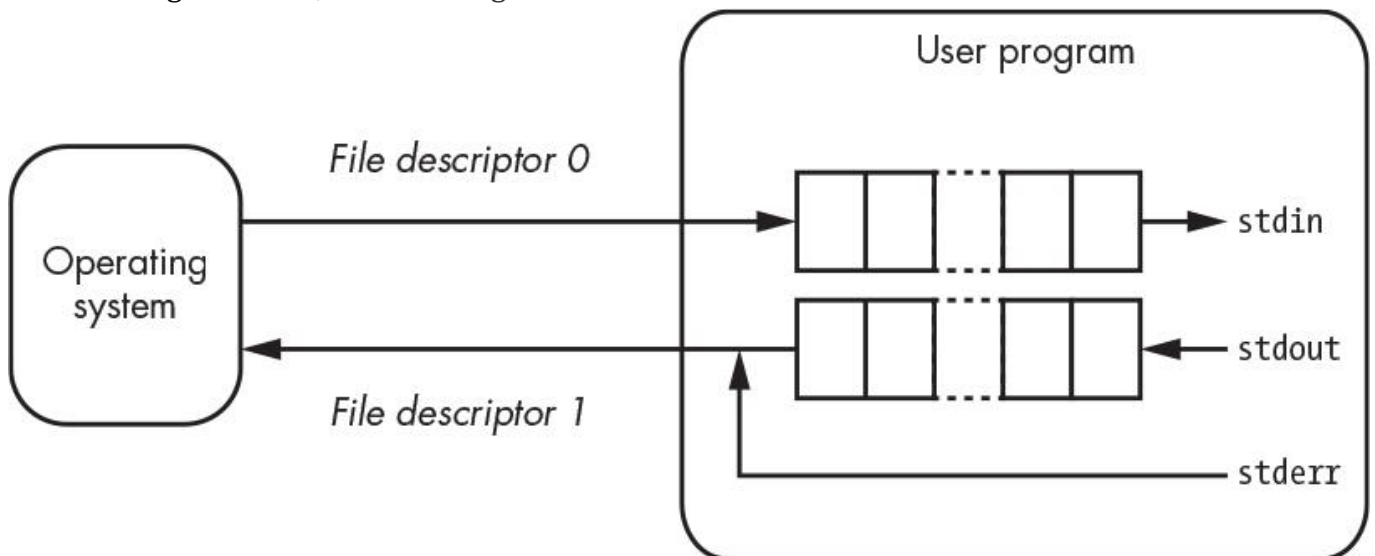 User program
File descriptor 0
stdin
Operating
system
stdout
File descriptor 1
stderr